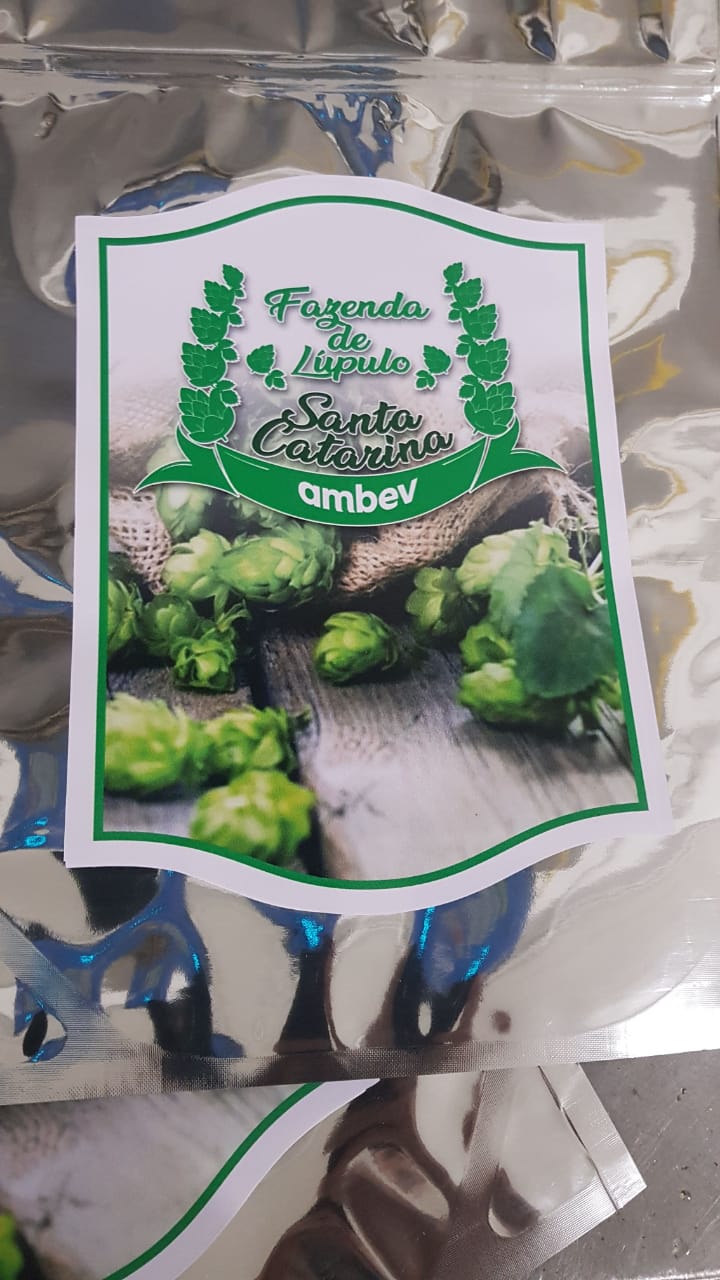 Fazenda
de
Lúpulo
Santa
Catarina
ambev